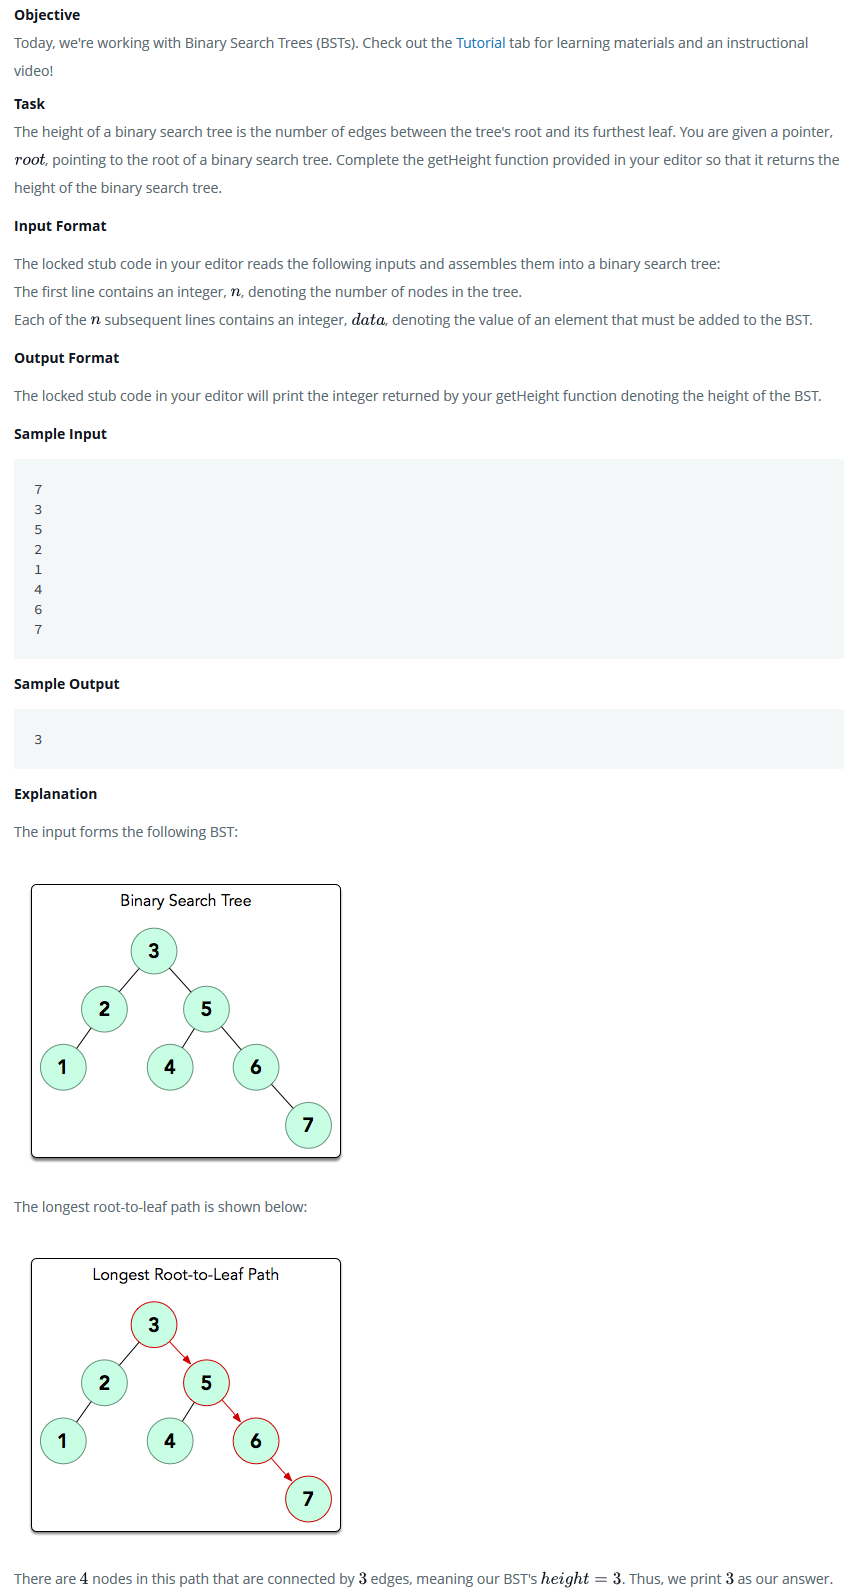 Objective
Today, we're working with Binary Search Trees (BSTs). Check out the Tutorial tab for learning materials and an instructional
video!
Task
The height of a binary search tree is the number of edges between the tree's root and its furthest leaf. You are given a pointer,
root, pointing to the root of a binary search tree. Complete the getHeight function provided in your editor so that it returns the
height of the binary search tree.
Input Format
The locked stub code in your editor reads the following inputs and assembles them into a binary search tree:
The first line contains an integer, n, denoting the number of nodes in the tree.
Each of the n subsequent lines contains an integer, data, denoting the value of an element that must be added to the BST.
Output Format
The locked stub code in your editor will print the integer returned by your getHeight function denoting the height of the BST.
Sample Input
7
3
5
2
1
4
6
7
Sample Output
3
Explanation
The input forms the following BST:
Binary Search Tree
3
2 5
1 4 6
7
The longest root-to-leaf path is shown below:
Longest Root-to-Leaf Path
3
2 5
1 4 6
7
There are 4 nodes in this path that are connected by 3 edges, meaning our BST's height = 3. Thus, we print 3 as our answer.